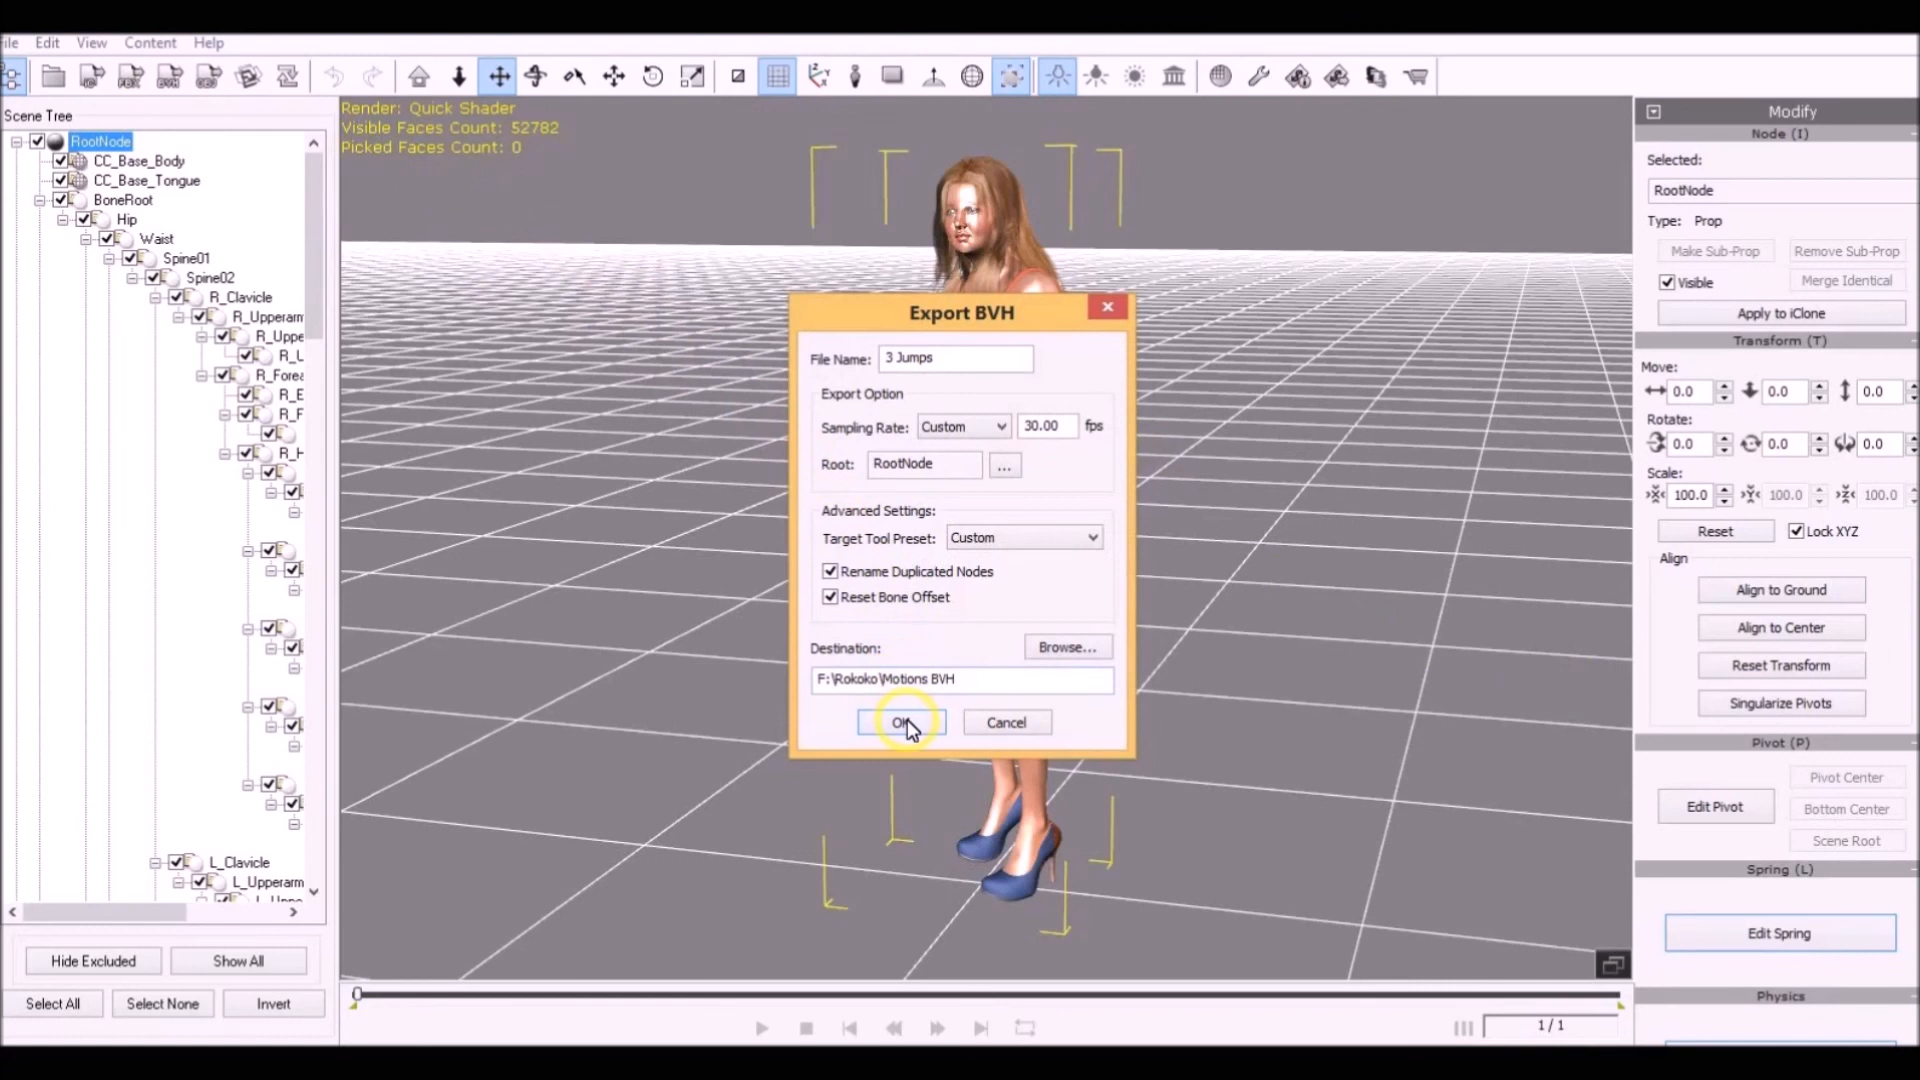 ile Edit View Content Help
Scene Tree
RootNode
CC_Base_Body
CC_Base_Tongue
BoneRoot
Hip
Waist
Spine01
Spine02
R_Clavicle
R_Upperarm
R_Uppe
R_L
R_Forea
R_E
R_F
R_H
L_Clavicle
L_Upperarm
Hide Excluded Show All
Select All Select None Invert
Render: Quick Shader
Visible Faces Count: 52782
Picked Faces Count: 0
Export BVH
File Name: 3 Jumps
Export Option
Sampling Rate: Custom 30.00 fps
Root: RootNode ...
Advanced Settings:
Target Tool Preset: Custom
Rename Duplicated Nodes
Reset Bone Offset
Destination: Browse...
F:\Rokoko\Motions BVH
OK Cancel
1 / 1
Modify
Node (I)
Selected:
RootNode
Type: Prop
Make Sub-Prop Remove Sub-Prop
Visible Merge Identical
Apply to iClone
Transform (T)
Move:
0.0 0.0 0.0
Rotate:
0.0 0.0 0.0
Scale:
X 100.0 Y 100.0 Z 100.0
Reset Lock XYZ
Align
Align to Ground
Align to Center
Reset Transform
Singularize Pivots
Pivot (P)
Pivot Center
Edit Pivot Bottom Center
Scene Root
Spring (L)
Edit Spring
Physics